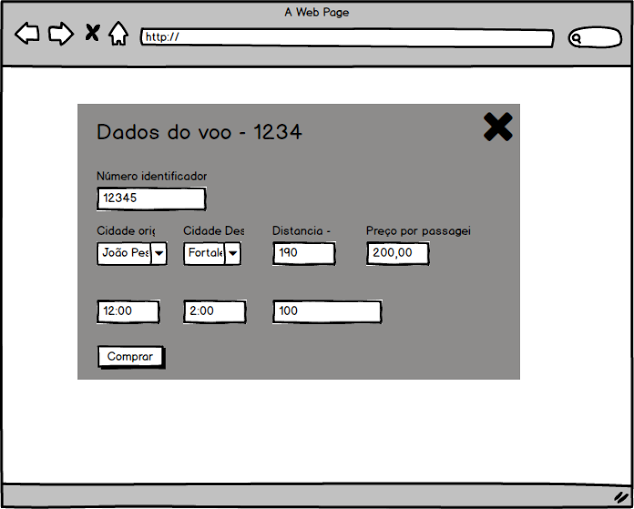 A Web Page
http://
Dados do voo - 1234
Número identificador
12345
Cidade orig Cidade Des Distancia - Preço por passagei
João Pes Fortale 190 200,00
12:00 2:00 100
Comprar